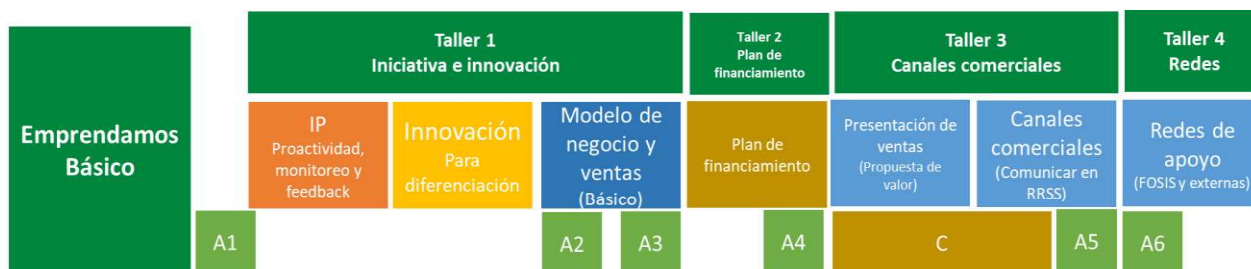 Emprendamos
Básico
Taller 1
Iniciativa e innovación
Taller 2
Plan de
financiamiento
Taller 3
Canales comerciales
Taller 4
Redes
IP
Proactividad,
monitoreo y
feedback
Innovación
Para
diferenciación
Modelo de
negocio y
ventas
(Básico)
Plan de
financiamiento
Presentación de
ventas
(Propuesta de
valor)
Canales
comerciales
(Comunicar en
RRSS)
Redes de
apoyo
(FOSIS y externas)
A1
A2
A3
A4
C
A5
A6